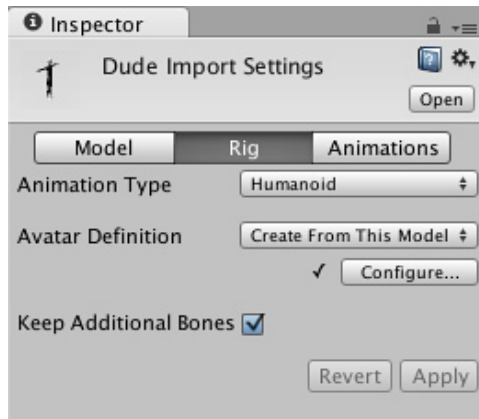 Inspector
Dude Import Settings
Open
Model Rig Animations
Animation Type Humanoid
Avatar Definition Create From This Model
✓ Configure...
Keep Additional Bones
Revert Apply